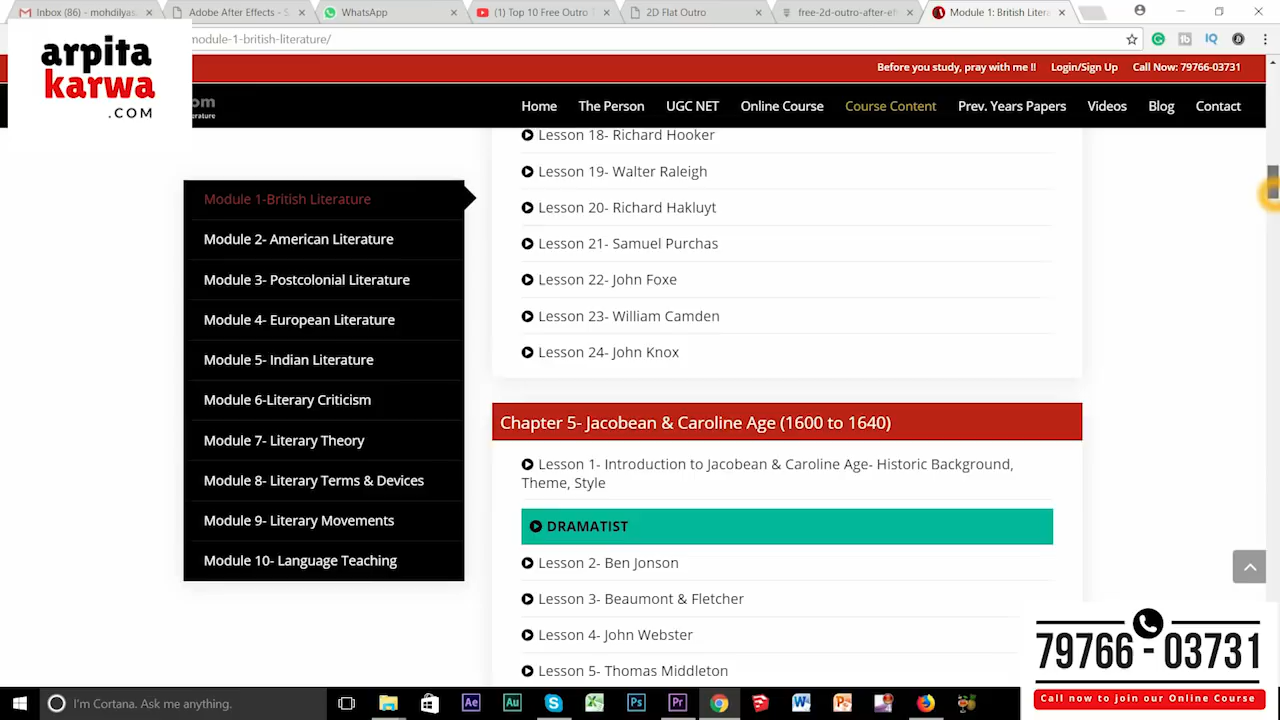 Inbox (86) - mohdilyas
Adobe After Effects - S
WhatsApp
(1) Top 10 Free Outro T
2D Flat Outro
free-2d-outro-after-ef
Module 1: British Litera
arpita
karwa
.COM
module-1-british-literature/
Before you study, pray with me !!
Login/Sign Up
Call Now: 79766-03731
om
erature
Home
The Person
UGC NET
Online Course
Course Content
Prev. Years Papers
Videos
Blog
Contact
Module 1-British Literature
Module 2- American Literature
Module 3- Postcolonial Literature
Module 4- European Literature
Module 5- Indian Literature
Module 6-Literary Criticism
Module 7- Literary Theory
Module 8- Literary Terms & Devices
Module 9- Literary Movements
Module 10- Language Teaching
Lesson 18- Richard Hooker
Lesson 19- Walter Raleigh
Lesson 20- Richard Hakluyt
Lesson 21- Samuel Purchas
Lesson 22- John Foxe
Lesson 23- William Camden
Lesson 24- John Knox
Chapter 5- Jacobean & Caroline Age (1600 to 1640)
Lesson 1- Introduction to Jacobean & Caroline Age- Historic Background,
Theme, Style
DRAMATIST
Lesson 2- Ben Jonson
Lesson 3- Beaumont & Fletcher
Lesson 4- John Webster
Lesson 5- Thomas Middleton
79766 - 03731
Call now to join our Online Course
I'm Cortana. Ask me anything.